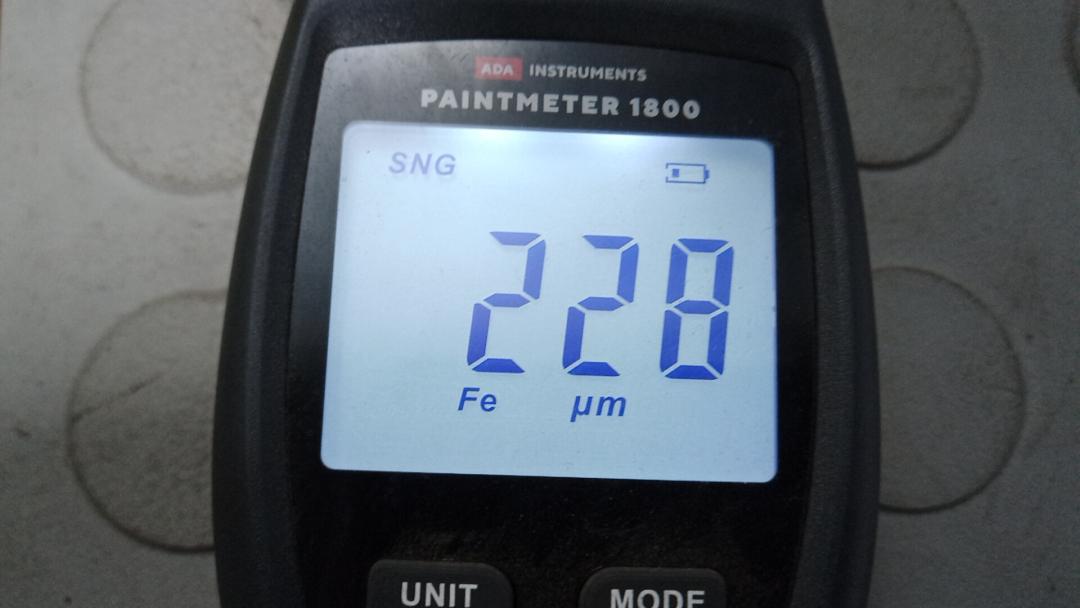 ADA INSTRUMENTS
PAINTMETER 1800
SNG
228
Fe µm
UNIT MODE